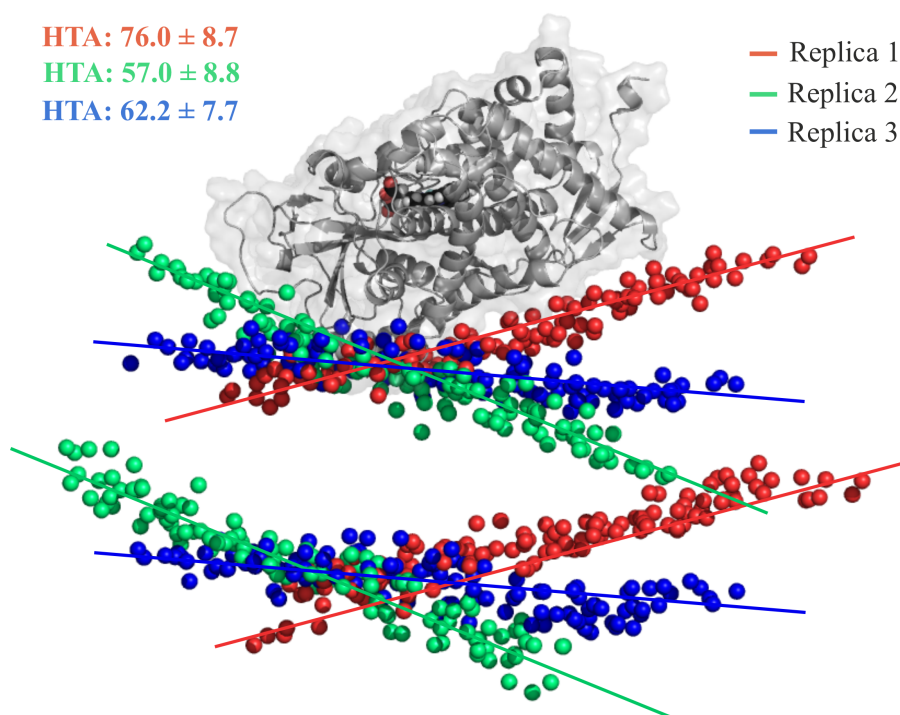 HTA: 76.0 ± 8.7
HTA: 57.0 ± 8.8
HTA: 62.2 ± 7.7
Replica 1
Replica 2
Replica 3